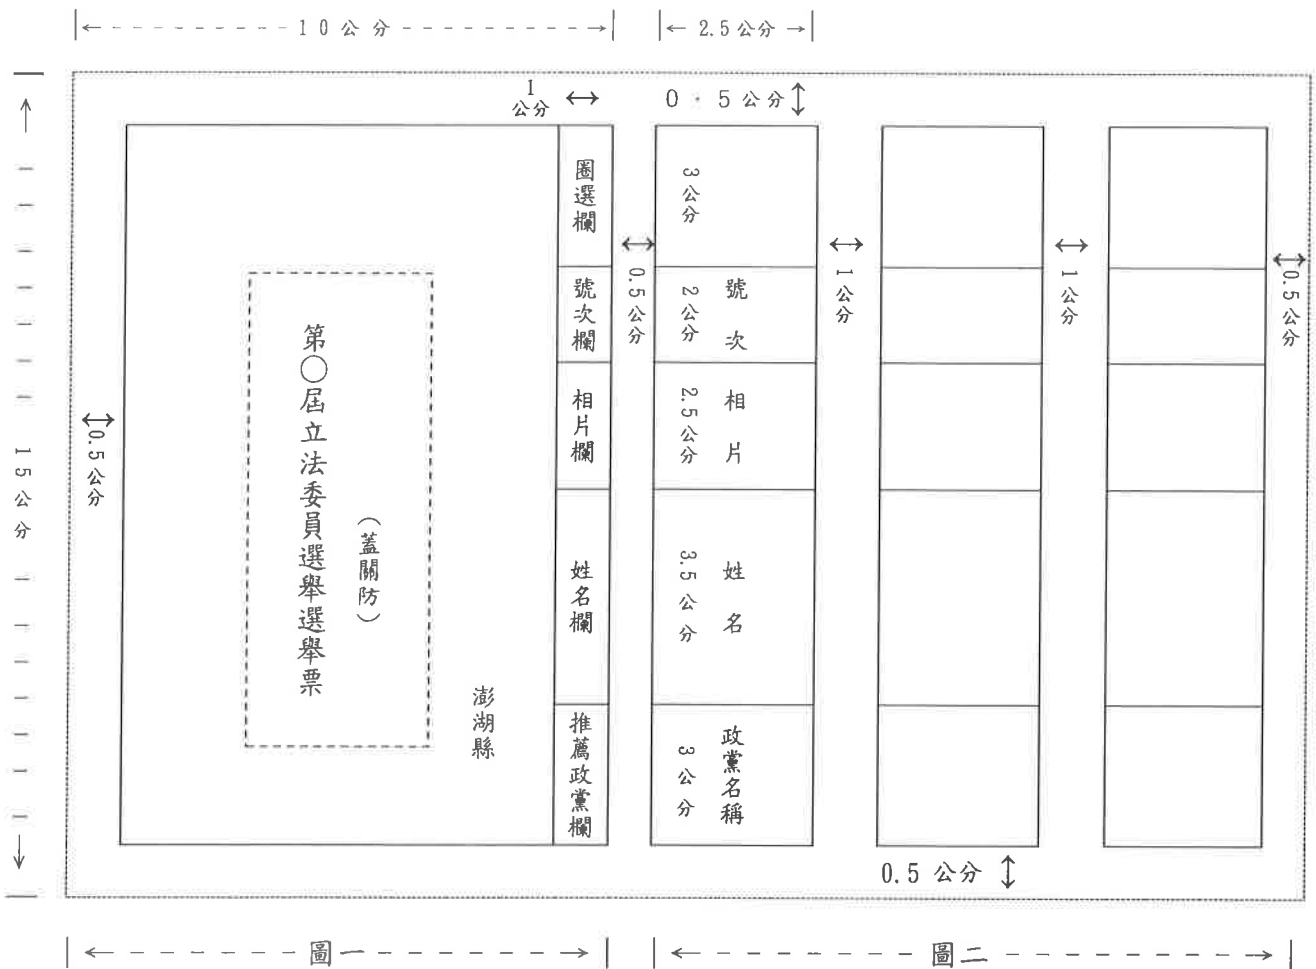 10公分
2.5公分
1
公分
0.5公分
15公分
0.5公分
第○屆立法委員選舉選舉票
(蓋關防)
澎湖縣
圈選欄
號次欄
相片欄
姓名欄
推薦政黨欄
0.5公分
3公分
2公分
號次
2.5公分
相片
3.5公分
姓名
3公分
政黨名稱
1公分
1公分
0.5公分
0.5公分
圖一
圖二